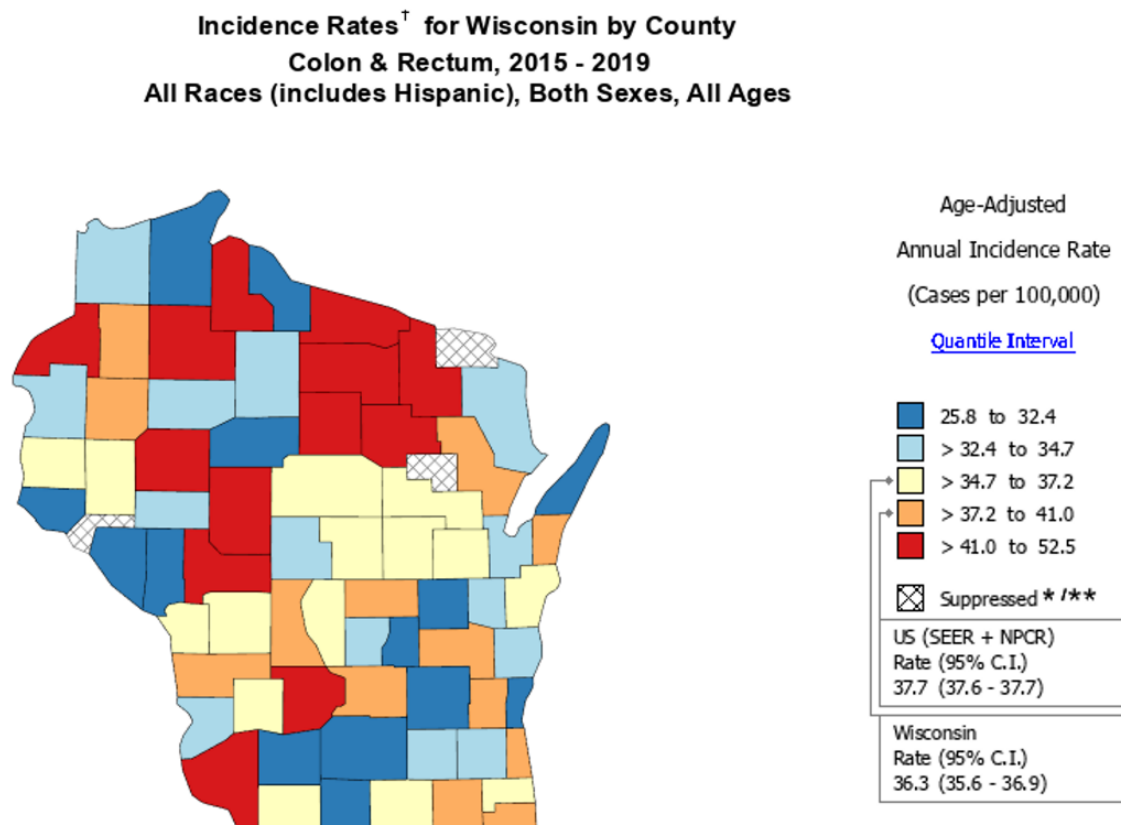 Incidence Rates† for Wisconsin by County
Colon & Rectum, 2015 - 2019
All Races (includes Hispanic), Both Sexes, All Ages
Age-Adjusted
Annual Incidence Rate
(Cases per 100,000)
Quantile Interval
25.8 to 32.4
> 32.4 to 34.7
> 34.7 to 37.2
> 37.2 to 41.0
> 41.0 to 52.5
Suppressed */**
US (SEER + NPCR)
Rate (95% C.I.)
37.7 (37.6 - 37.7)
Wisconsin
Rate (95% C.I.)
36.3 (35.6 - 36.9)